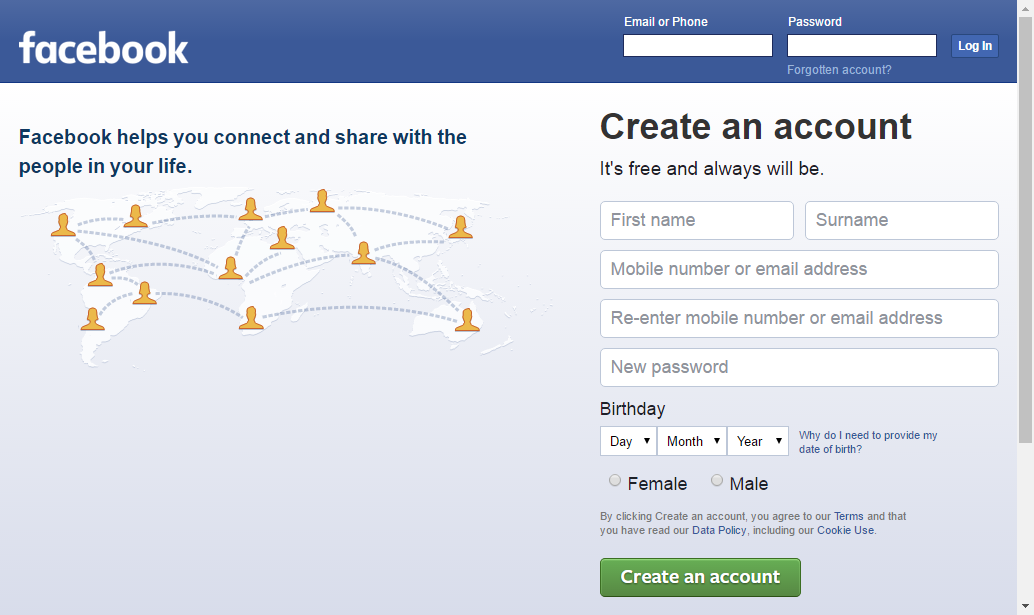 facebook
Email or Phone
Password
Log In
Forgotten account?
Facebook helps you connect and share with the
people in your life.
Create an account
It's free and always will be.
First name
Surname
Mobile number or email address
Re-enter mobile number or email address
New password
Birthday
Day
Month
Year
Why do I need to provide my
date of birth?
Female
Male
By clicking Create an account, you agree to our Terms and that
you have read our Data Policy, including our Cookie Use.
Create an account